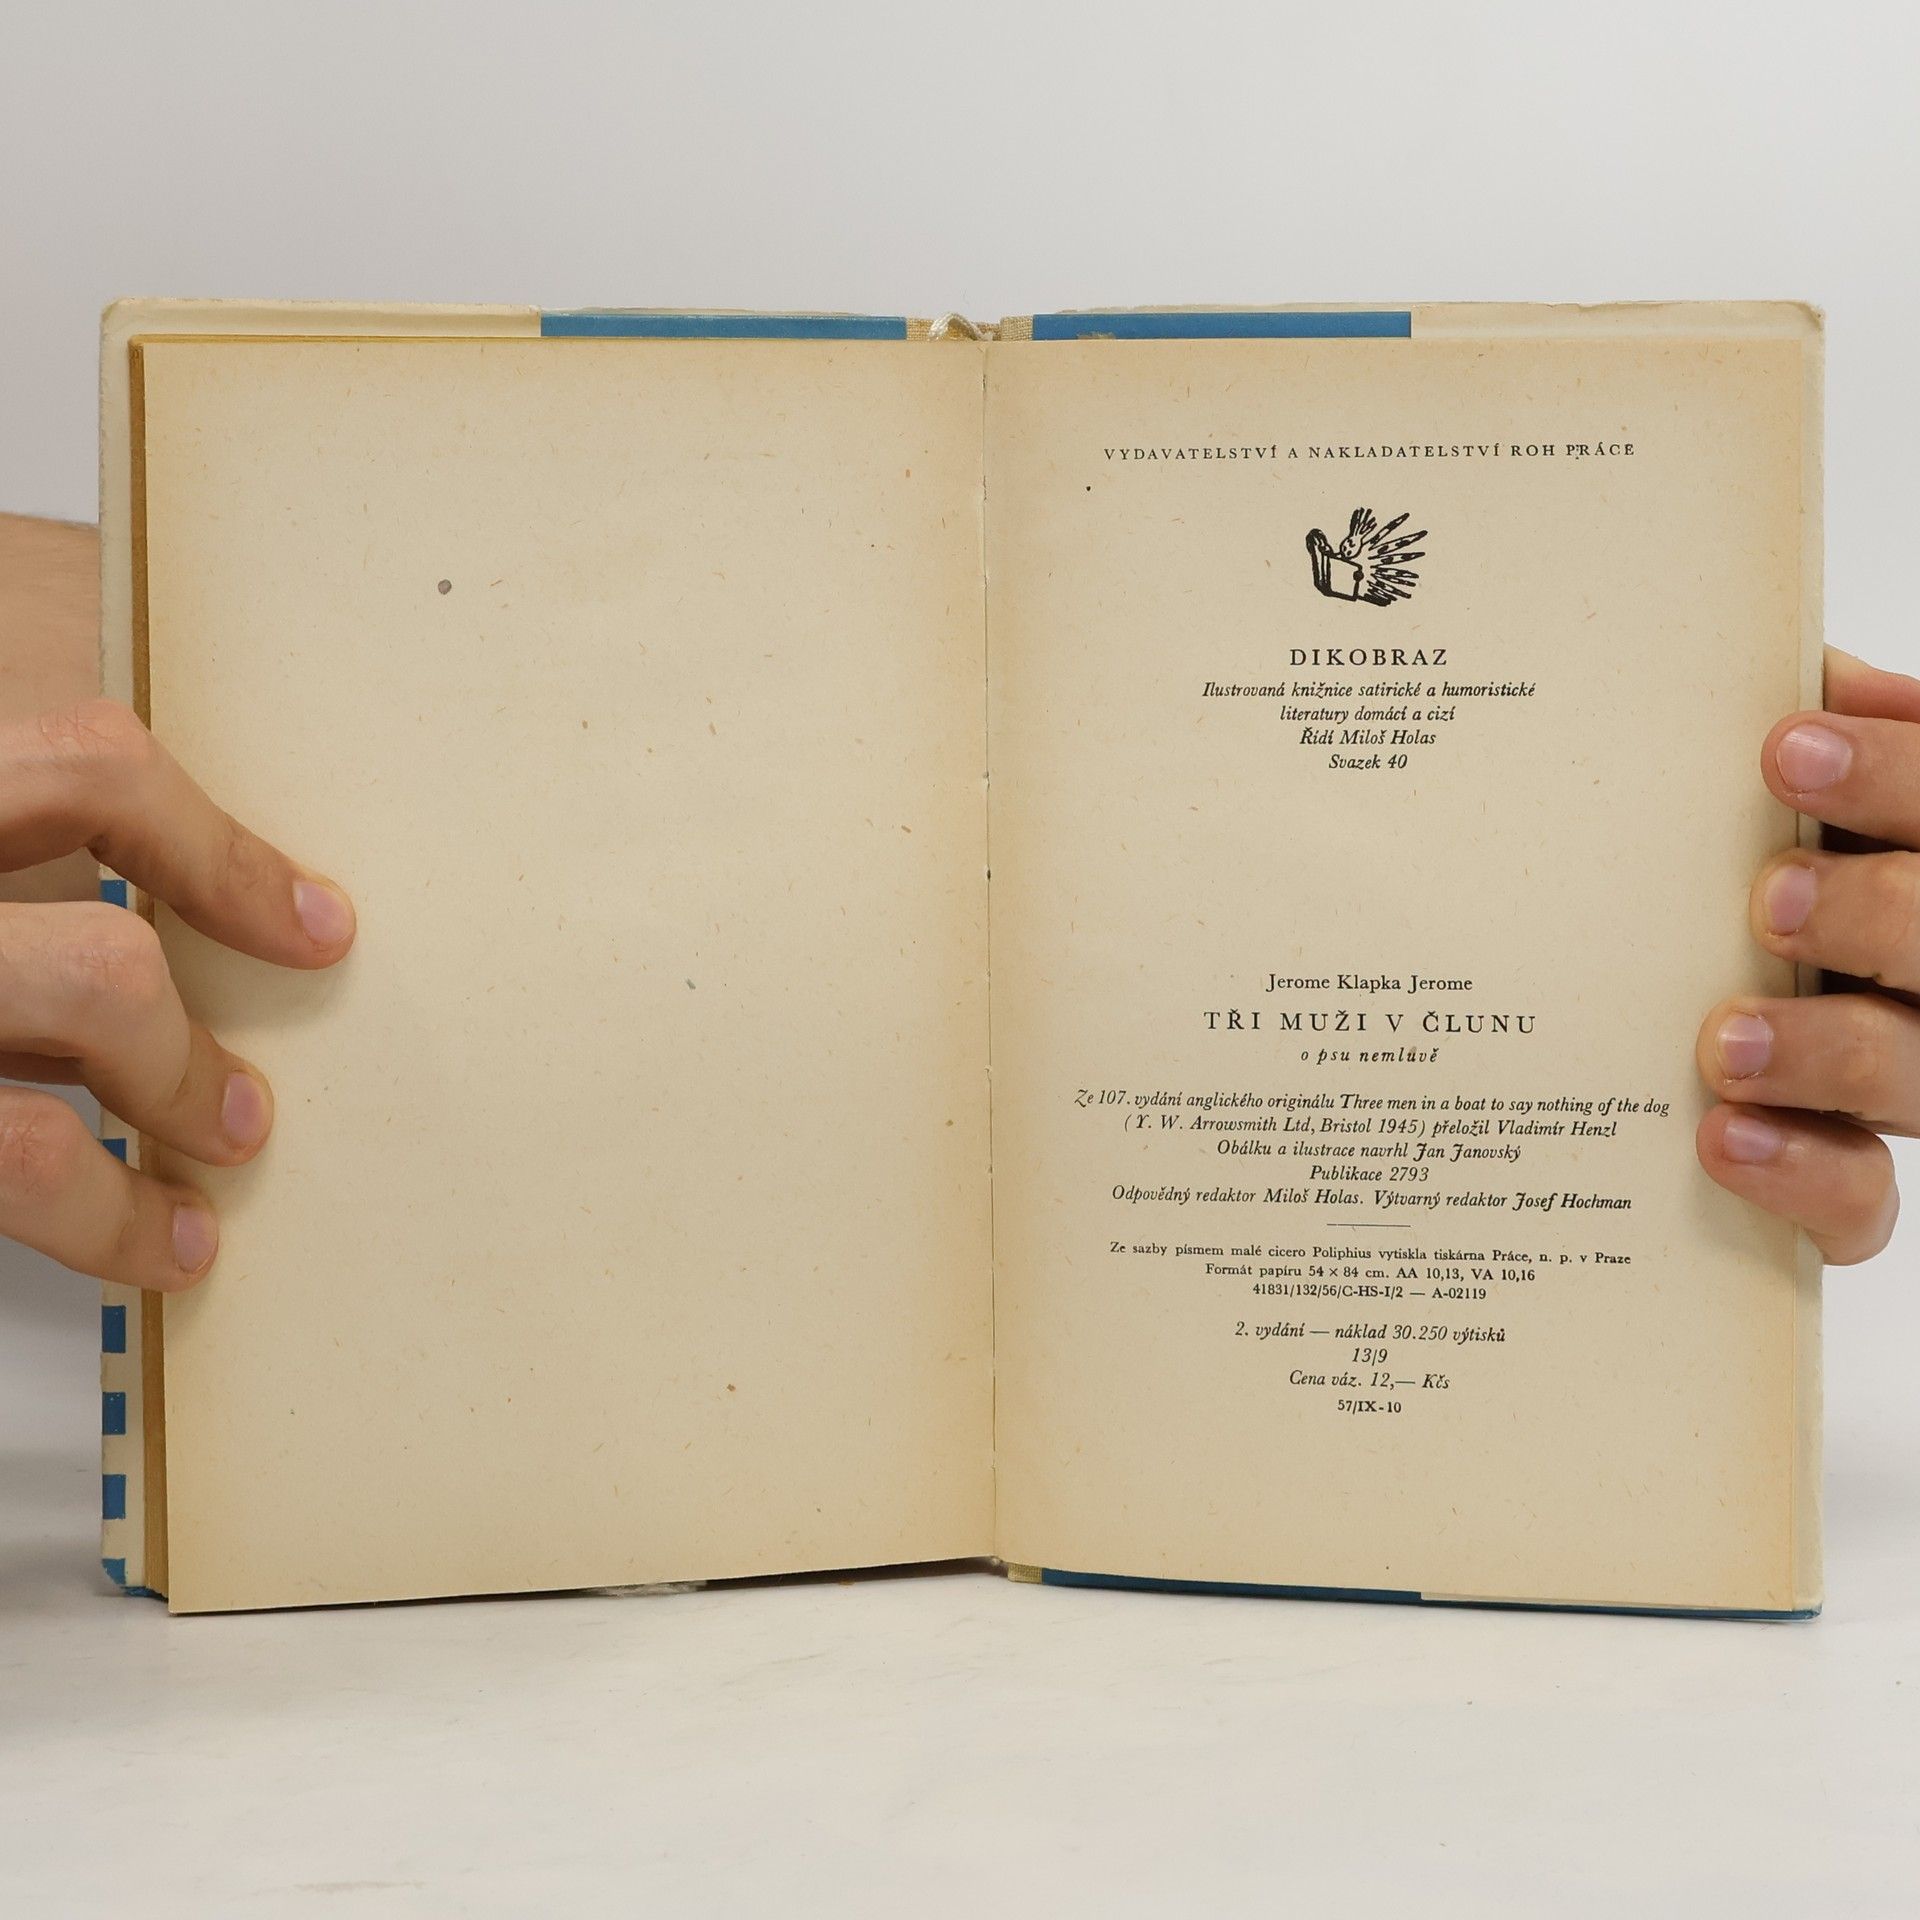 VYDAVATELSTVÍ A NAKLADATELSTVÍ ROH PRÁCE
DIKOBRAZ
Ilustrovaná knižnice satirické a humoristické
literatury domácí a cizí
Řídí Miloš Holas
Svazek 40
Jerome Klapka Jerome
TŘI MUŽI V ČLUNU
o psu nemluvě
Ze 107. vydání anglického originálu Three men in a boat to say nothing of the dog
(Y. W. Arrowsmith Ltd, Bristol 1945) přeložil Vladimír Henzl
Obálku a ilustrace navrhl Jan Janovský
Publikace 2793
Odpovědný redaktor Miloš Holas. Výtvarný redaktor Josef Hochman
Ze sazby písmem malé cicero Poliphius vytiskla tiskárna Práce, n. p. v Praze
Formát papíru 54 × 84 cm. AA 10,13, VA 10,16
41831/132/56/C-HS-I/2 — A-02119
2. vydání — náklad 30.250 výtisků
13/9
Cena váz. 12,— Kčs
57/IX-10